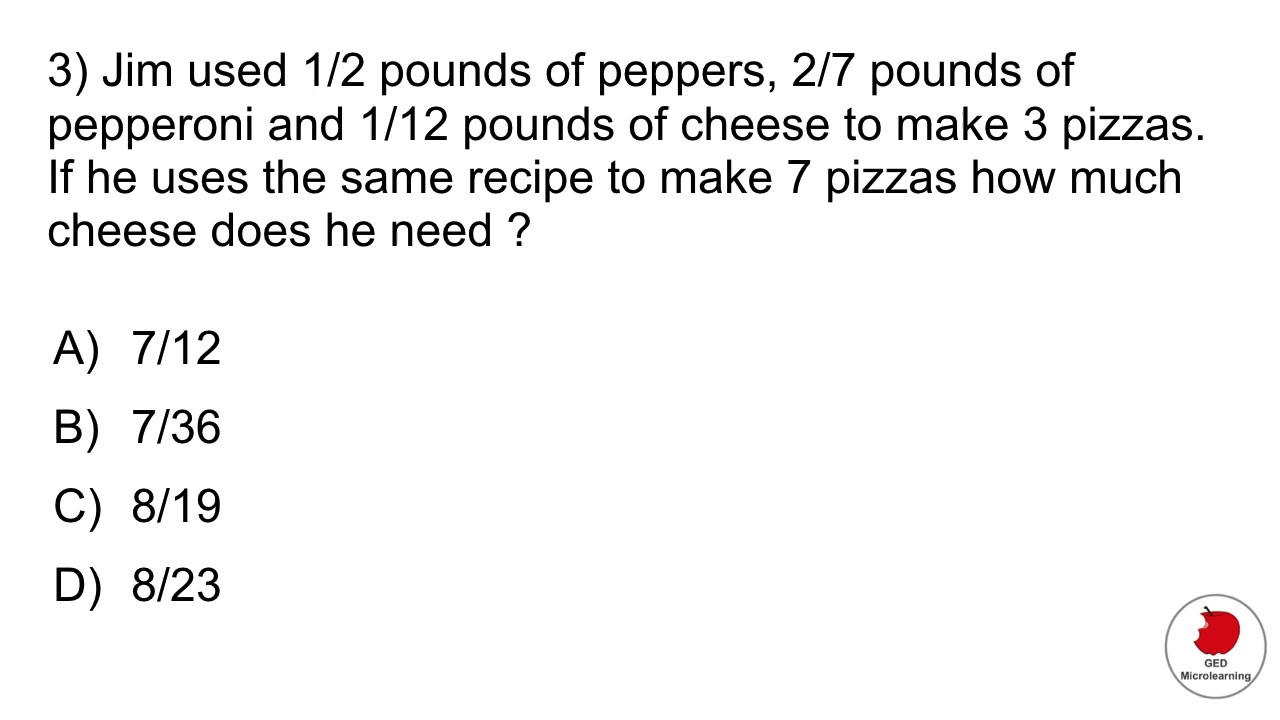 3) Jim used 1/2 pounds of peppers, 2/7 pounds of
pepperoni and 1/12 pounds of cheese to make 3 pizzas.
If he uses the same recipe to make 7 pizzas how much
cheese does he need ?
A) 7/12
B) 7/36
C) 8/19
D) 8/23
GED
Microlearning